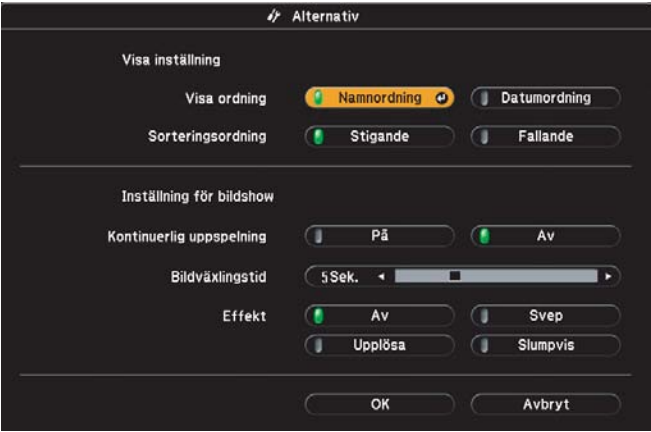 Alternativ
Visa inställning
Visa ordning Namnordning Datumordning
Sorteringsordning Stigande Fallande
Inställning för bildshow
Kontinuerlig uppspelning På Av
Bildväxlingstid 5Sek.
Effekt Av Svep
Upplösa Slumpvis
OK Avbryt